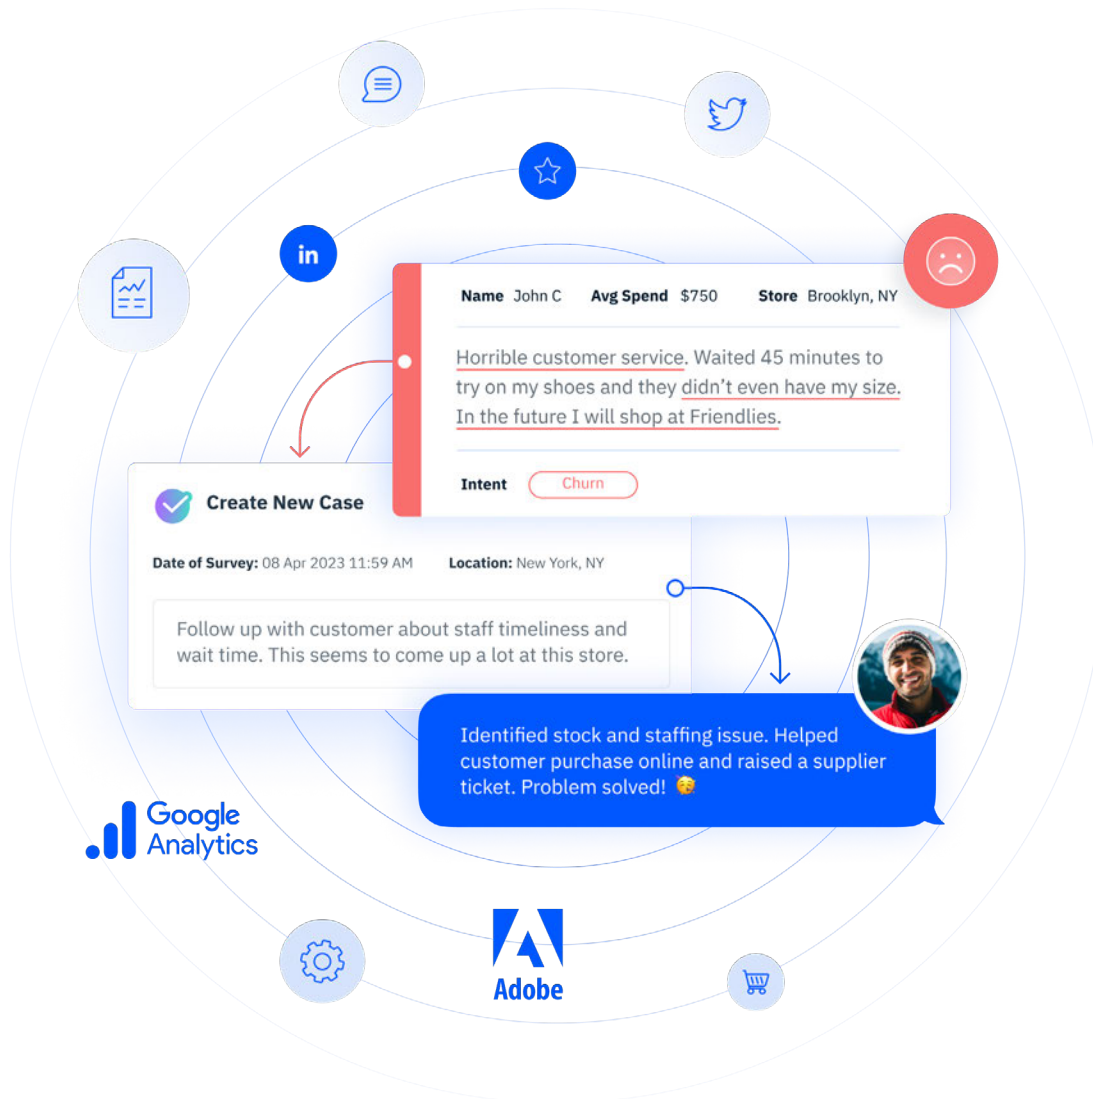 in
Name John C Avg Spend $750 Store Brooklyn, NY
Horrible customer service. Waited 45 minutes to
try on my shoes and they didn’t even have my size.
In the future I will shop at Friendlies.
Intent Churn
Create New Case
Date of Survey: 08 Apr 2023 11:59 AM Location: New York, NY
Follow up with customer about staff timeliness and
wait time. This seems to come up a lot at this store.
Identified stock and staffing issue. Helped
customer purchase online and raised a supplier
ticket. Problem solved! 🥳
Google
Analytics
Adobe